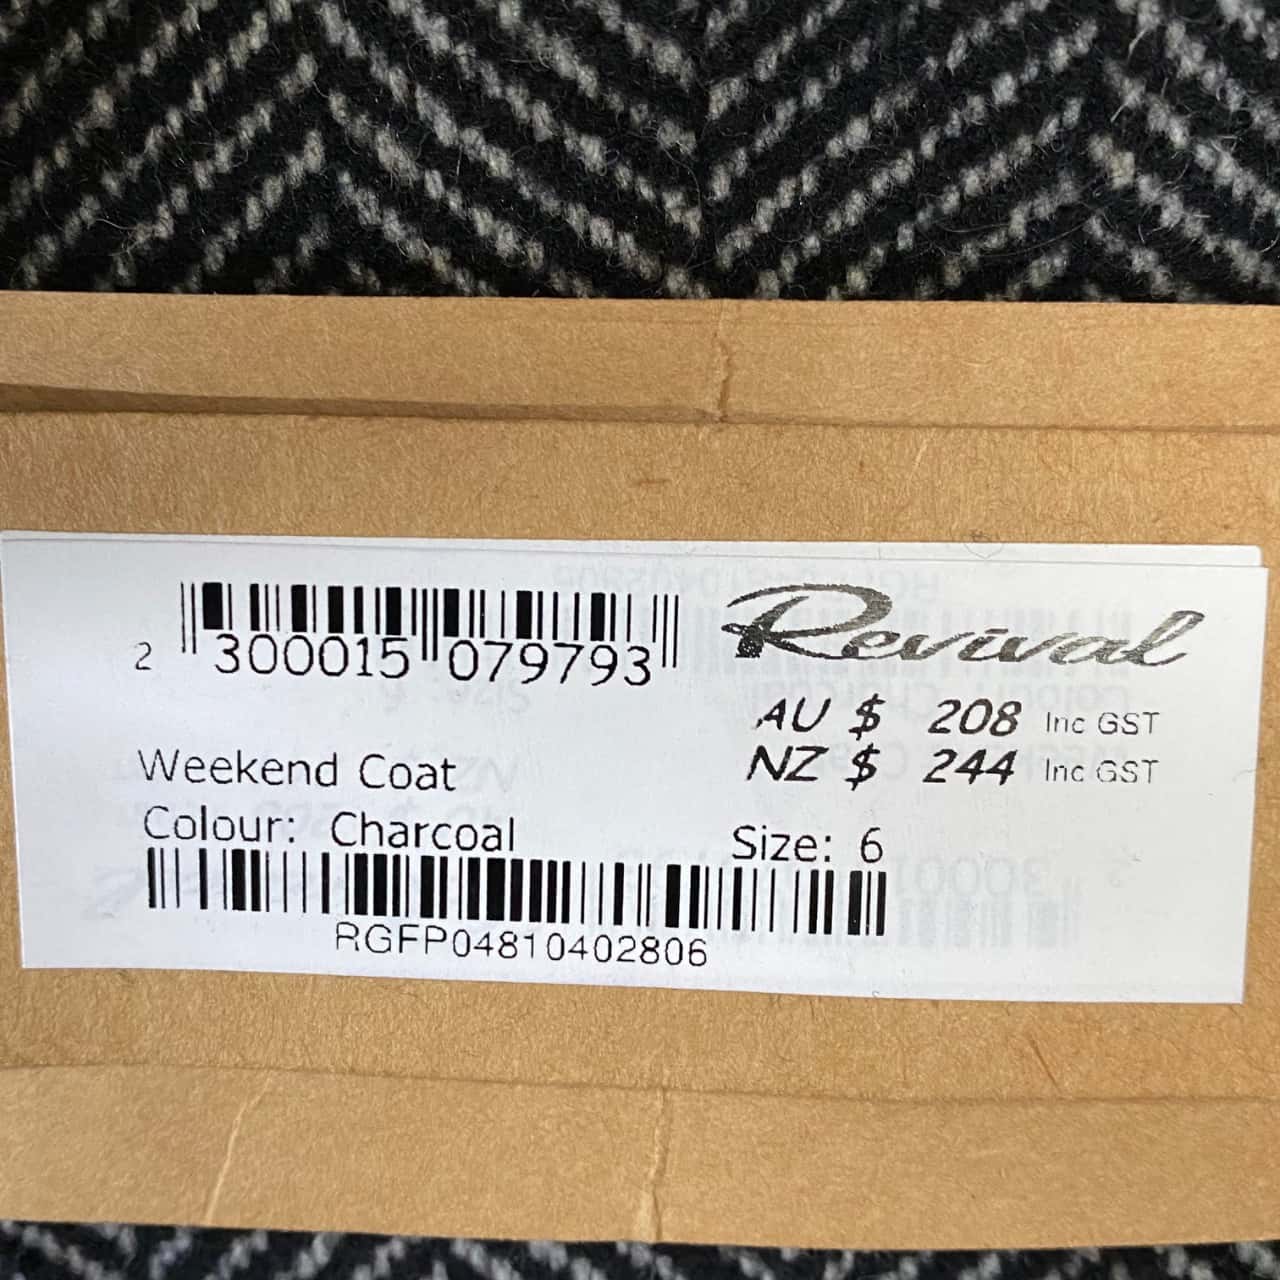 Revival
2 300015 079793
AU $ 208 Inc GST
NZ $ 244 Inc GST
Weekend Coat
Colour: Charcoal Size: 6
RGFP04810402806